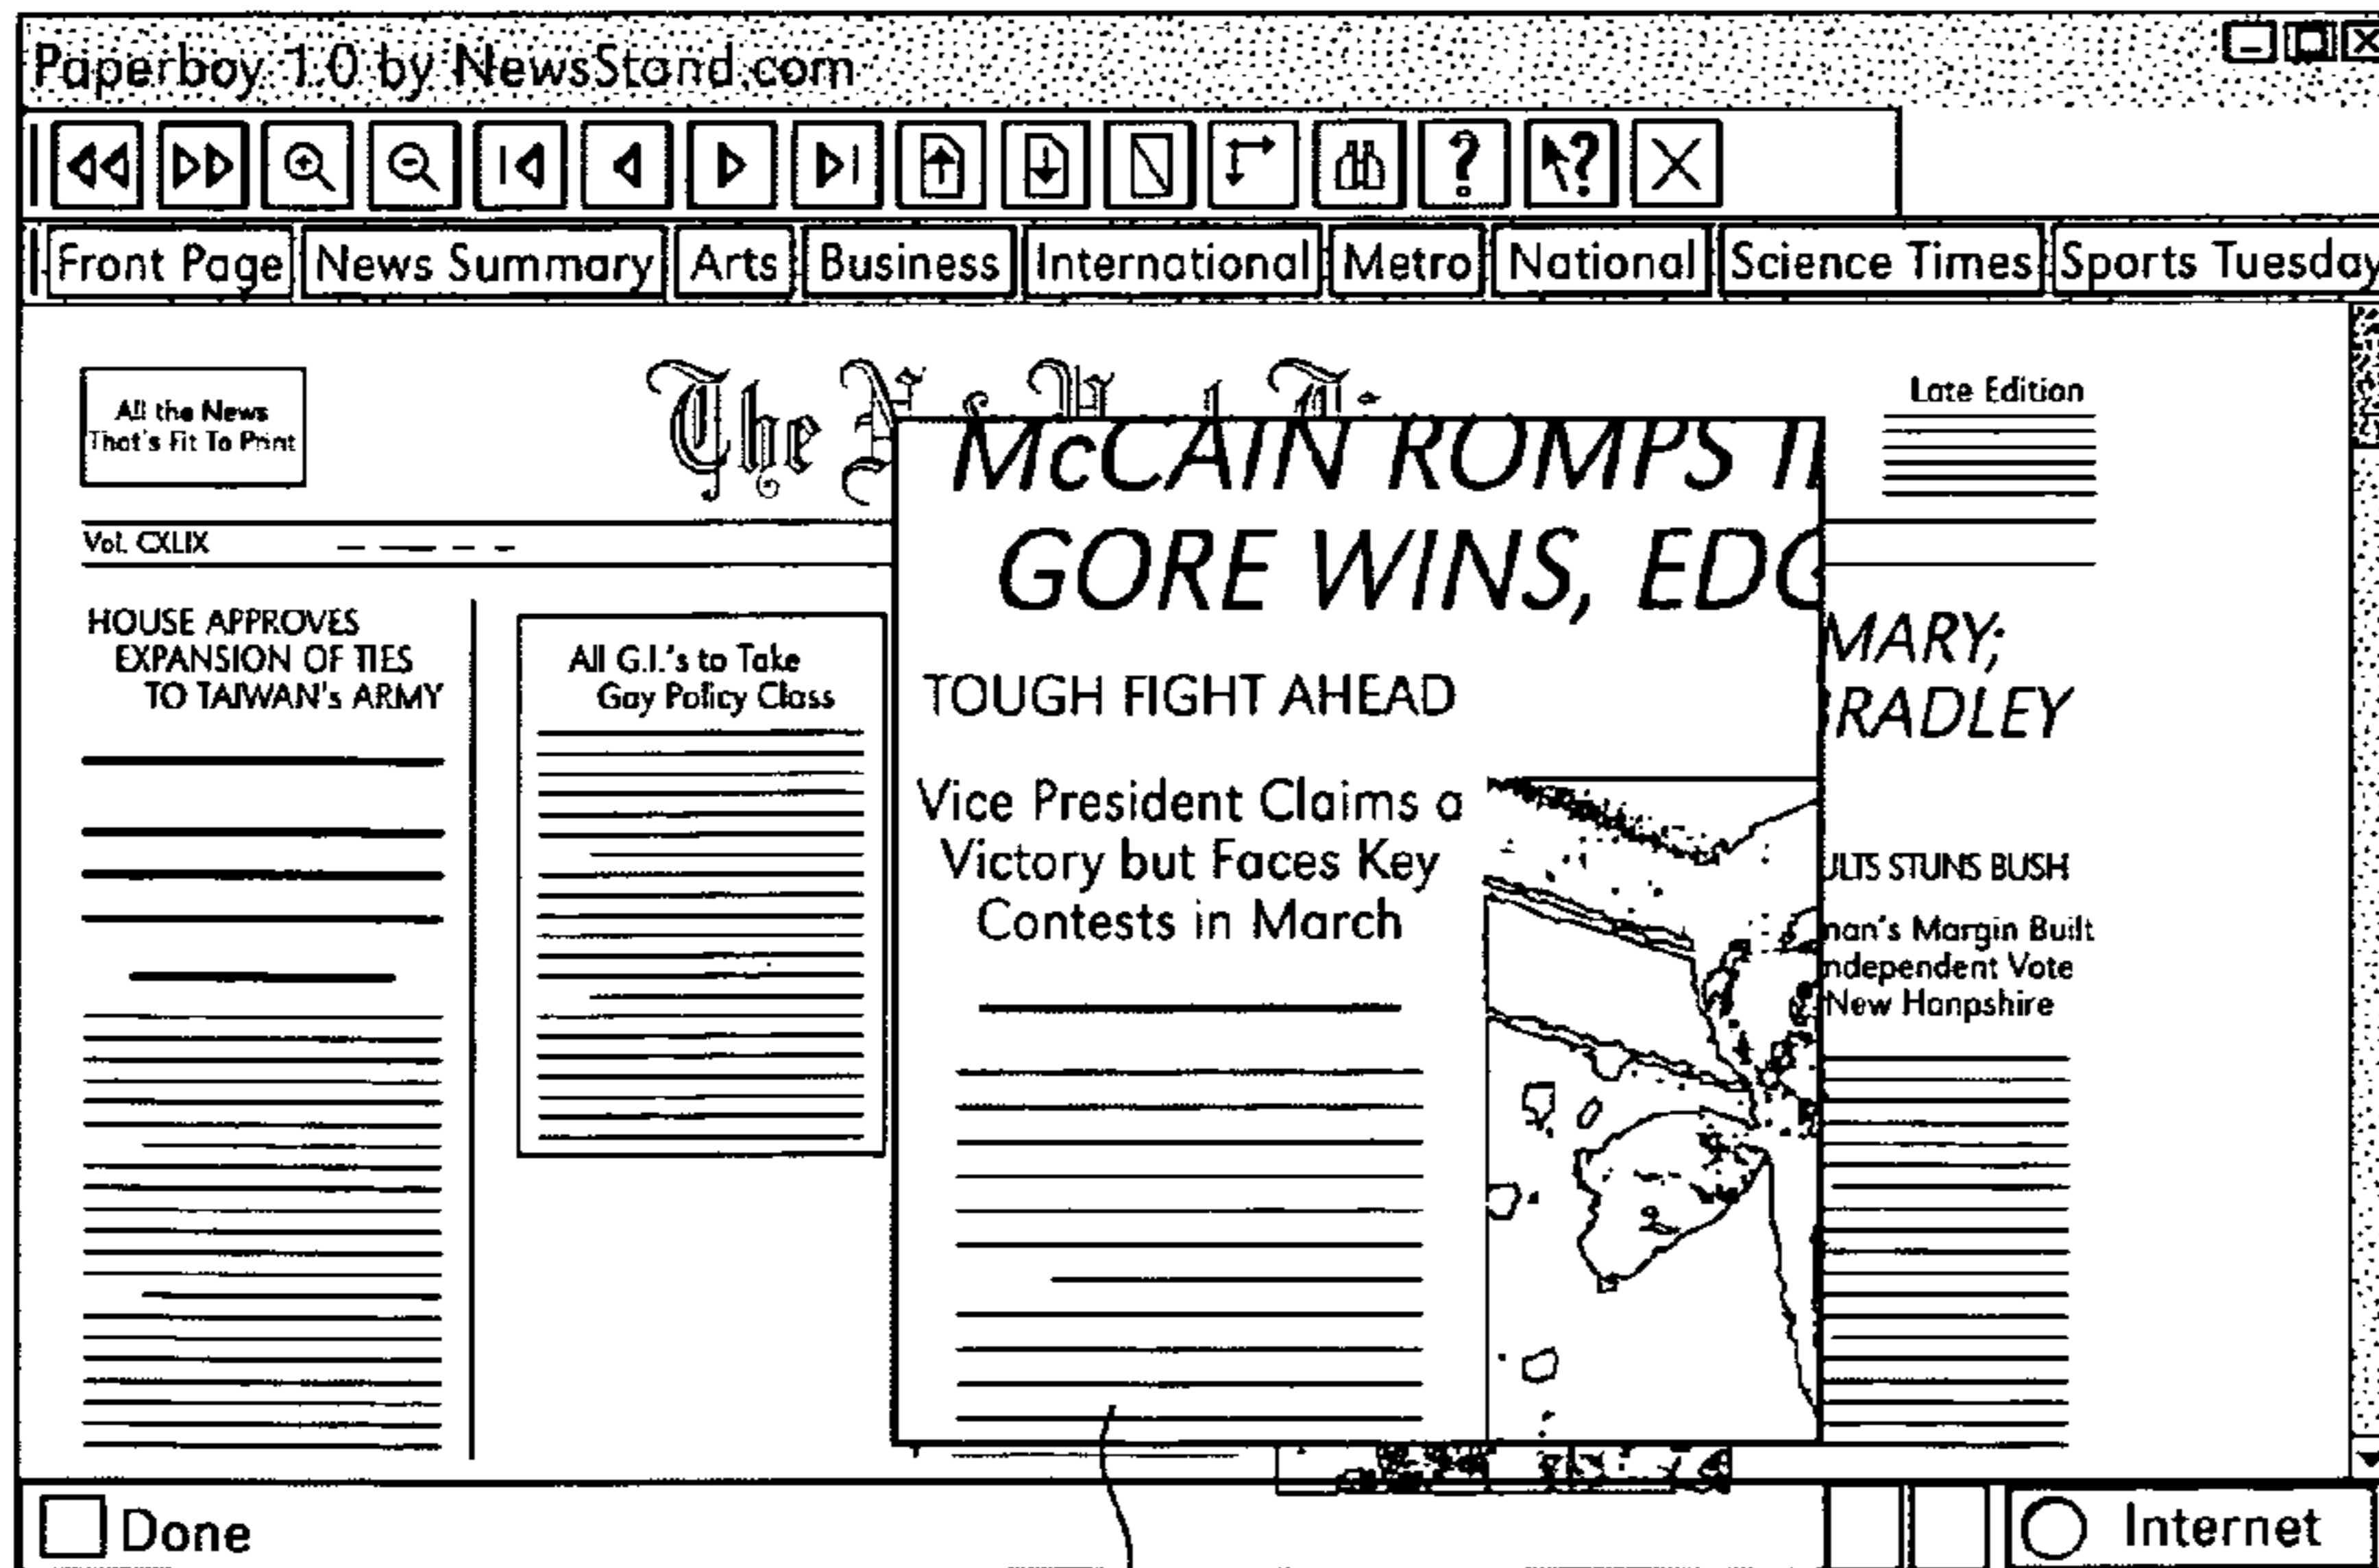 Paperboy 1.0 by NewsStand.com
Front Page News Summary Arts Business International Metro National Science Times Sports Tuesday
All the News
That's Fit To Print
The
Late Edition
Vol. CXLIX
HOUSE APPROVES
EXPANSION OF TIES
TO TAIWAN's ARMY
All G.I.'s to Take
Gay Policy Class
McCAIN ROMPS
GORE WINS, EDG
TOUGH FIGHT AHEAD
Vice President Claims a
Victory but Faces Key
Contests in March
MARY;
RADLEY
ULTS STUNS BUSH
man's Margin Built
ndependent Vote
New Hanpshire
Done
Internet